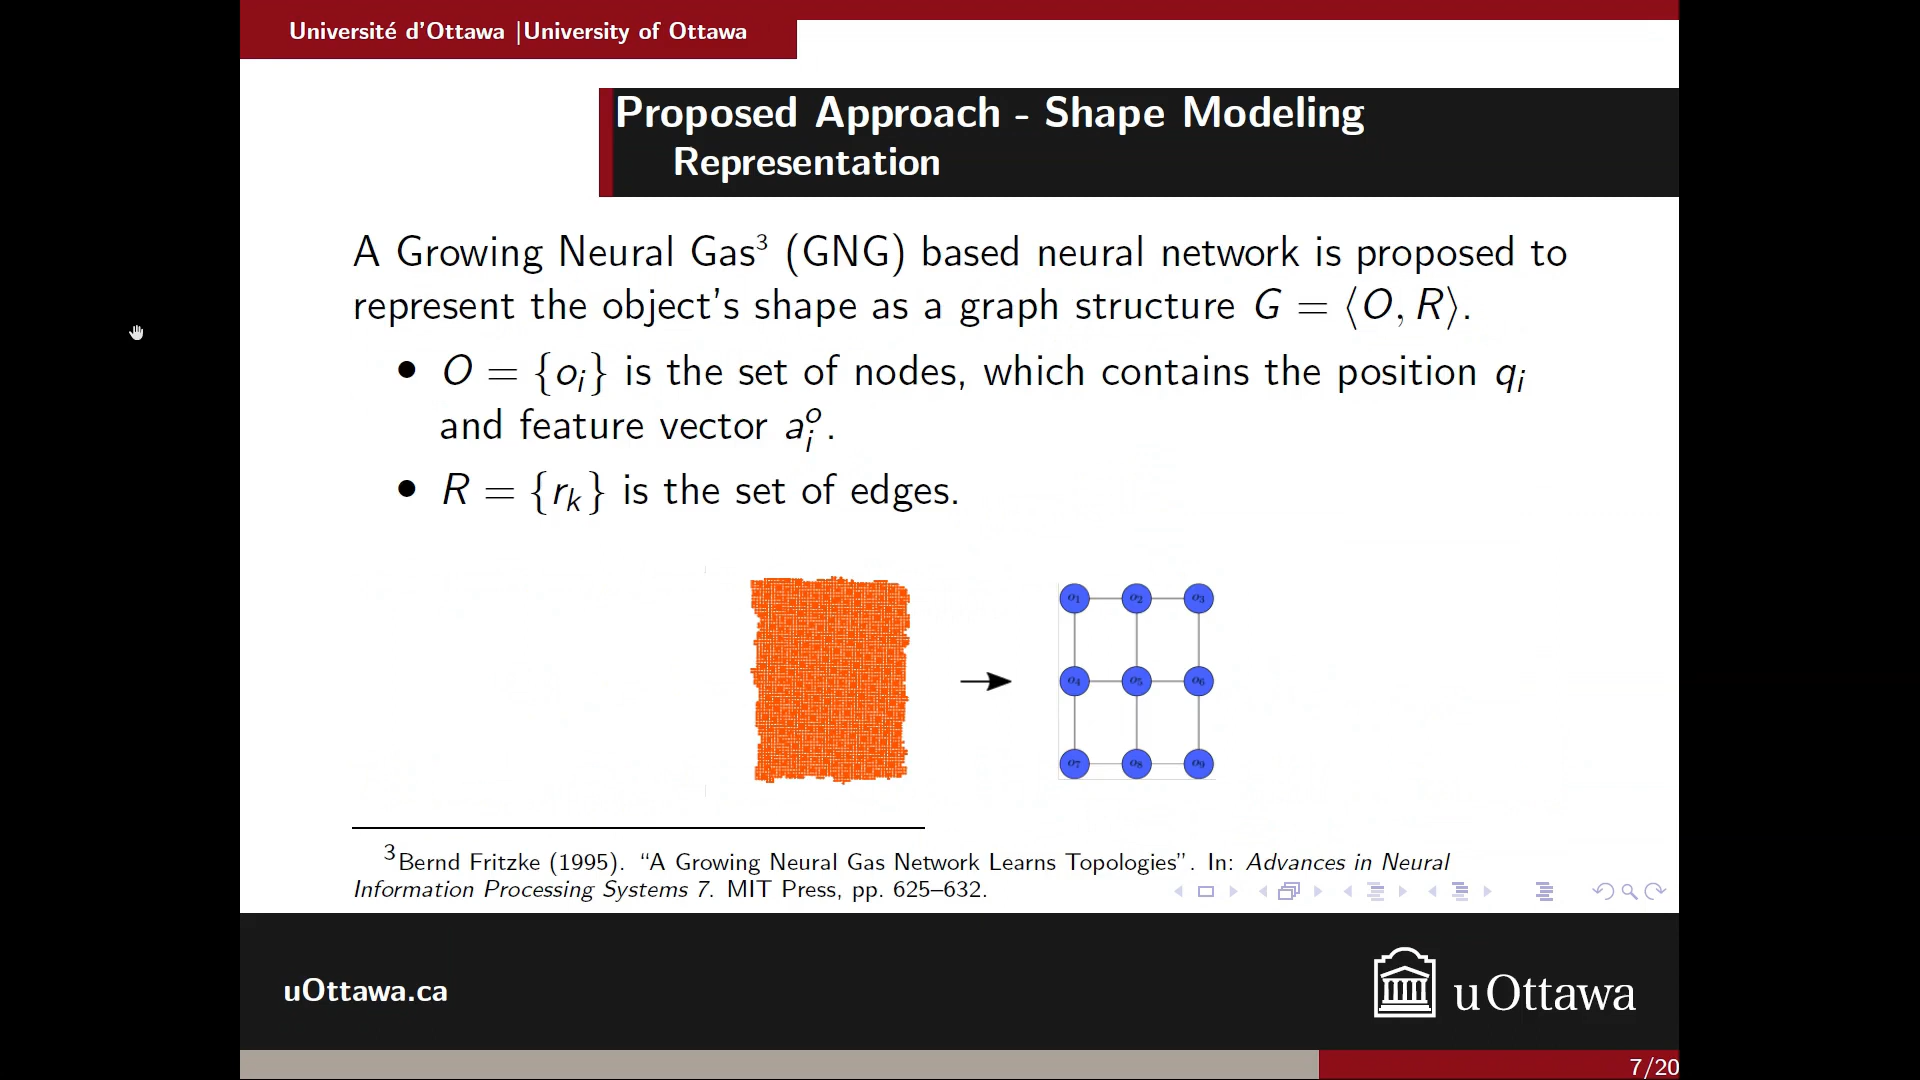 Université d'Ottawa |University of Ottawa
Proposed Approach - Shape Modeling
Representation
A Growing Neural Gas³ (GNG) based neural network is proposed to
represent the object's shape as a graph structure G = ⟨O, R⟩.
• O = {o_i} is the set of nodes, which contains the position q_i
and feature vector a_i^o.
• R = {r_k} is the set of edges.
o1 o2 o3
o4 o5 o6
o7 o8 o9
³Bernd Fritzke (1995). “A Growing Neural Gas Network Learns Topologies”. In: Advances in Neural
Information Processing Systems 7. MIT Press, pp. 625–632.
uOttawa.ca
uOttawa
7/20